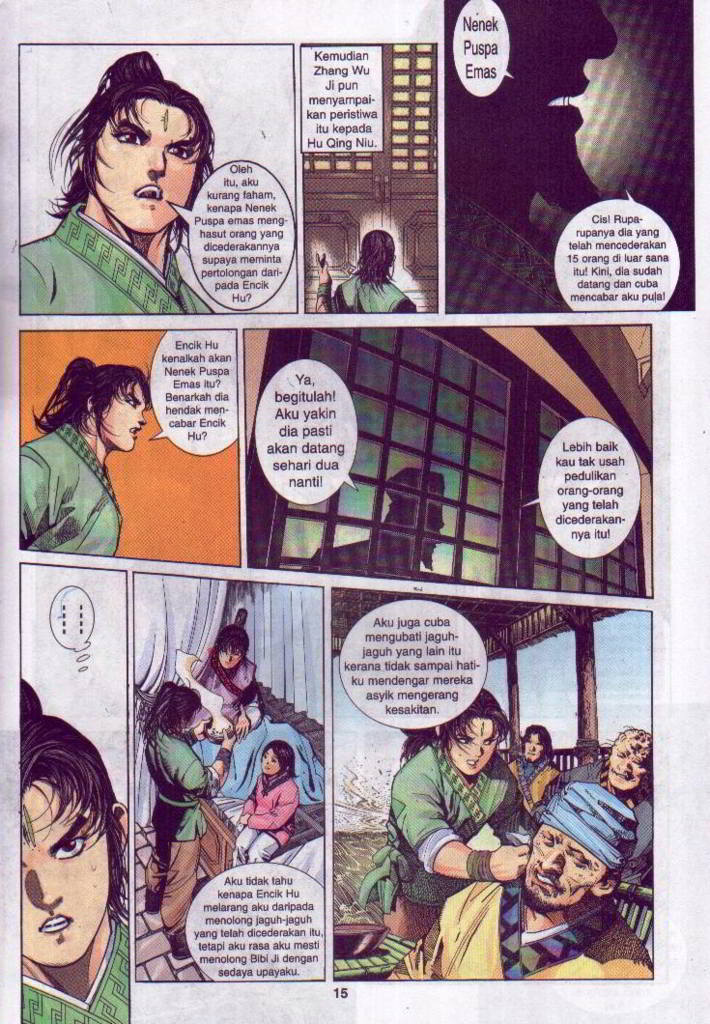 Oleh
itu, aku
kurang faham,
kenapa Nenek
Puspa emas meng-
hasut orang yang
dicederakannya
supaya meminta
pertolongan dari-
pada Encik
Hu?
Kemudian
Zhang Wu
Ji pun
menyampai-
kan peristiwa
itu kepada
Hu Qing Niu.
Nenek
Puspa
Emas
Cis! Rupa-
rupanya dia yang
telah mencederakan
15 orang di luar sana
itu! Kini, dia sudah
datang dan cuba
mencabar aku pula!
Encik Hu
kenalkah akan
Nenek Puspa
Emas itu?
Benarkah dia
hendak men-
cabar Encik
Hu?
Ya,
begitulah!
Aku yakin
dia pasti
akan datang
sehari dua
nanti!
Lebih baik
kau tak usah
pedulikan
orang-orang
yang telah
dicederakan-
nya itu!
Aku tidak tahu
kenapa Encik Hu
melarang aku daripada
menolong jaguh-jaguh
yang telah dicederakan itu,
tetapi aku rasa aku mesti
menolong Bibi Ji dengan
sedaya upayaku.
Aku juga cuba
mengubati jaguh-
jaguh yang lain itu
kerana tidak sampai hati-
ku mendengar mereka
asyik mengerang
kesakitan.
15